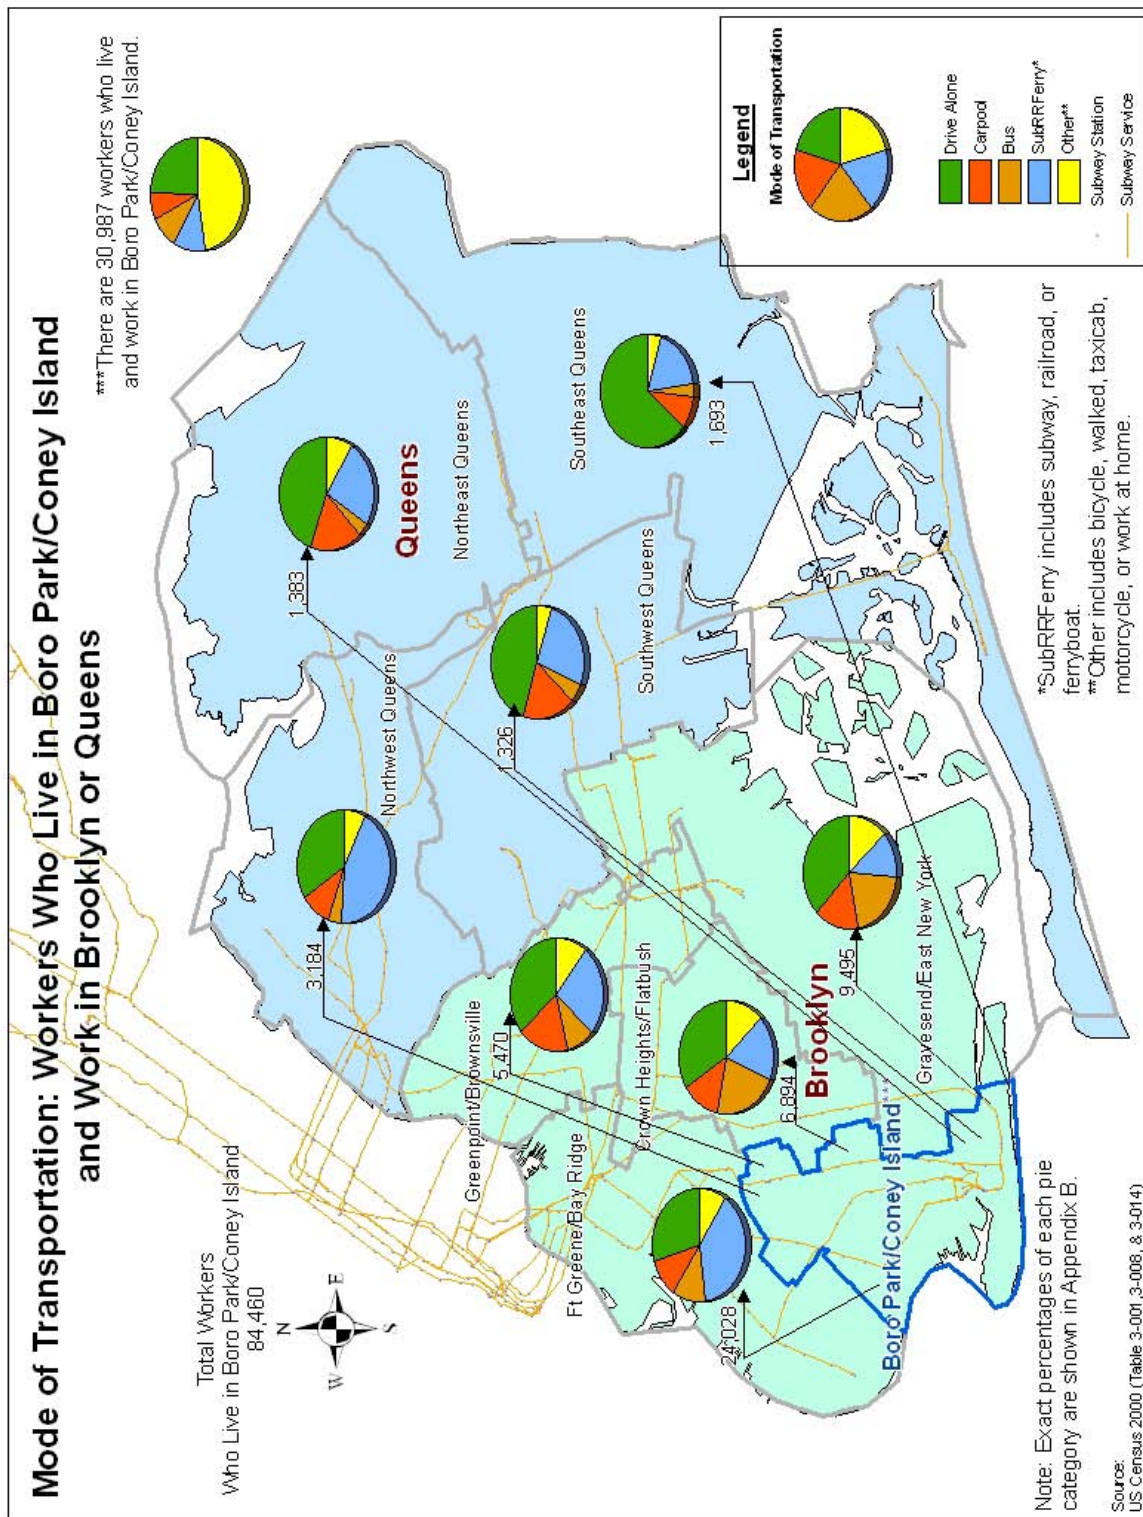 Mode of Transportation: Workers Who Live in Boro Park/Coney Island
and Work in Brooklyn or Queens
***There are 30,987 workers who live
and work in Boro Park/Coney Island.
Total Workers
Who Live in Boro Park/Coney Island
84,460
N
W
E
S
3,184
Northwest Queens
1,383
Queens
Northeast Queens
1,326
Southwest Queens
Southeast Queens
1,693
Greenpoint/Brownsville
5,470
Ft Greene/Bay Ridge
Crown Heights/Flatbush
24,028
6,894
Brooklyn
9,495
Gravesend/East New York
Boro Park/Coney Island***
Legend
Mode of Transportation
Drive Alone
Carpool
Bus
SubRRFerry*
Other**
Subway Station
Subway Service
*SubRRFerry includes subway, railroad, or
ferryboat.
**Other includes bicycle, walked, taxicab,
motorcycle, or work at home.
Note: Exact percentages of each pie
category are shown in Appendix B.
Source:
US Census 2000 (Table 3-001,3-008, & 3-014)